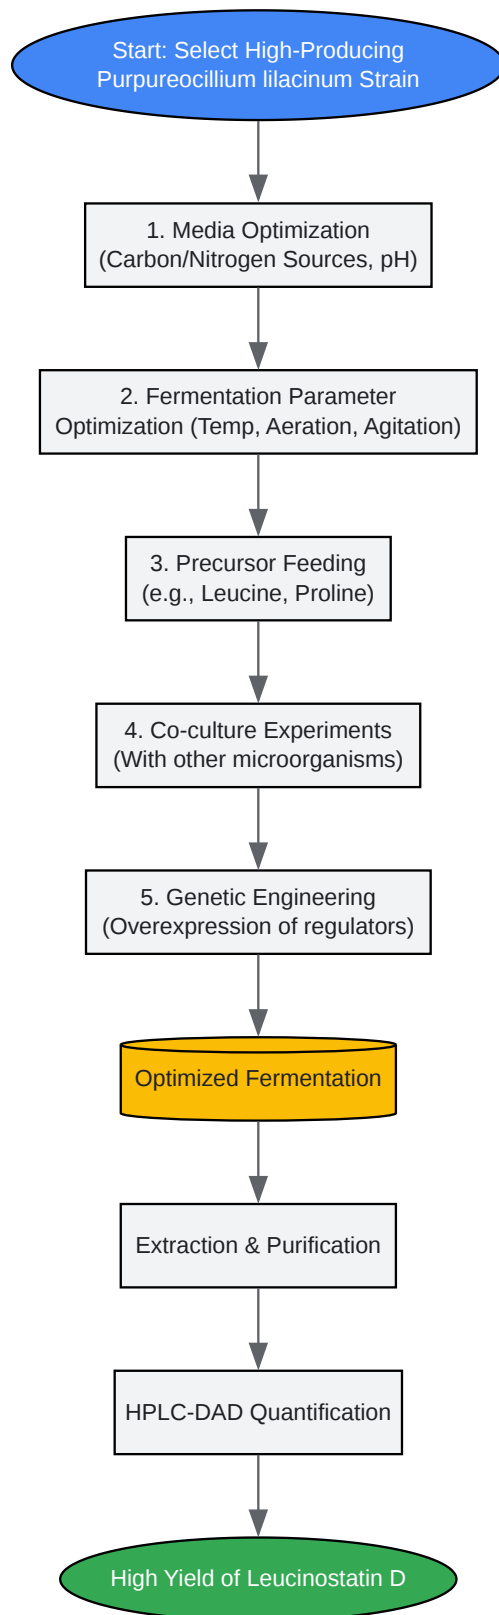 Start: Select High-Producing
Purpureocillium lilacinum Strain
1. Media Optimization
(Carbon/Nitrogen Sources, pH)
2. Fermentation Parameter
Optimization (Temp, Aeration, Agitation)
3. Precursor Feeding
(e.g., Leucine, Proline)
4. Co-culture Experiments
(With other microorganisms)
5. Genetic Engineering
(Overexpression of regulators)
Optimized Fermentation
Extraction & Purification
HPLC-DAD Quantification
High Yield of Leucinostatin D